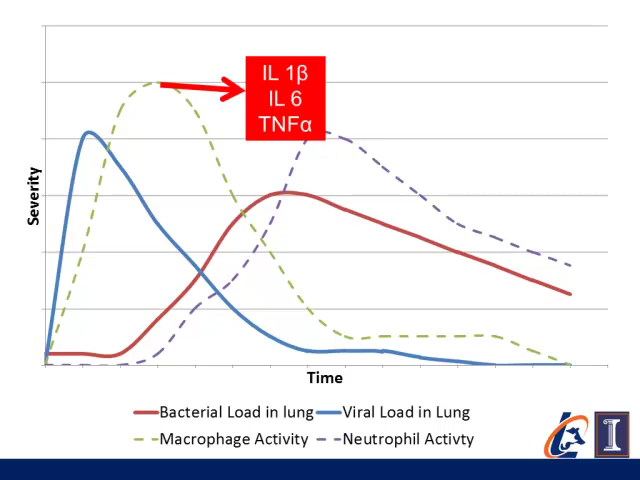 IL 1β
IL 6
TNFα
Severity
Time
Bacterial Load in lung
Viral Load in Lung
Macrophage Activity
Neutrophil Activty
I